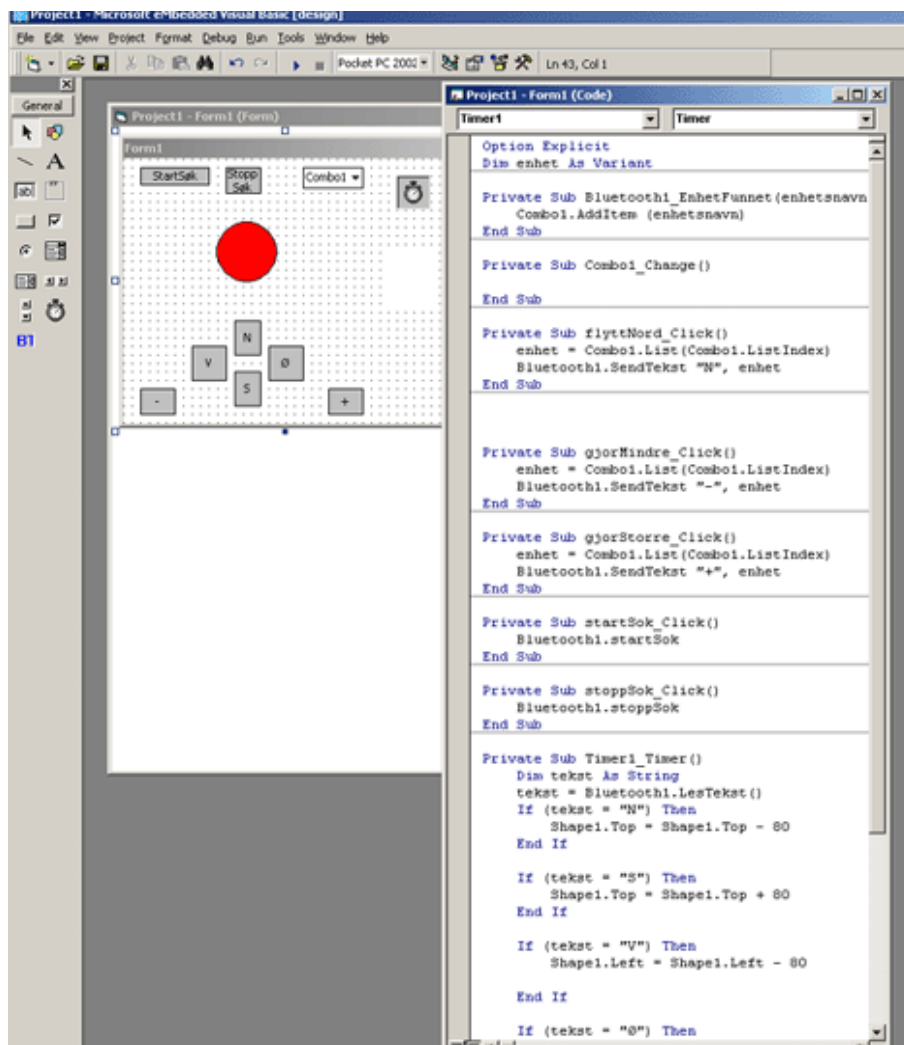 Project1 - Microsoft eMbedded Visual Basic [design]
File Edit View Project Format Debug Run Tools Window Help
Pocket PC 2002
Ln 43, Col 1
General
A
ab|
B1
Project1 - Form1 (Form)
Form1
StartSøk
Stopp
Søk
Combo1
N
V
Ø
S
-
+
Project1 - Form1 (Code)
Timer1
Timer
Option Explicit
Dim enhet As Variant
Private Sub Bluetooth1_EnhetFunnet(enhetsnavn
Combo1.AddItem (enhetsnavn)
End Sub
Private Sub Combo1_Change()
End Sub
Private Sub flyttNord_Click()
enhet = Combo1.List(Combo1.ListIndex)
Bluetooth1.SendTekst "N", enhet
End Sub
Private Sub gjorMindre_Click()
enhet = Combo1.List(Combo1.ListIndex)
Bluetooth1.SendTekst "-", enhet
End Sub
Private Sub gjorStorre_Click()
enhet = Combo1.List(Combo1.ListIndex)
Bluetooth1.SendTekst "+", enhet
End Sub
Private Sub startSok_Click()
Bluetooth1.startSok
End Sub
Private Sub stoppSok_Click()
Bluetooth1.stoppSok
End Sub
Private Sub Timer1_Timer()
Dim tekst As String
tekst = Bluetooth1.LesTekst()
If (tekst = "N") Then
Shape1.Top = Shape1.Top - 80
End If
If (tekst = "S") Then
Shape1.Top = Shape1.Top + 80
End If
If (tekst = "V") Then
Shape1.Left = Shape1.Left - 80
End If
If (tekst = "Ø") Then